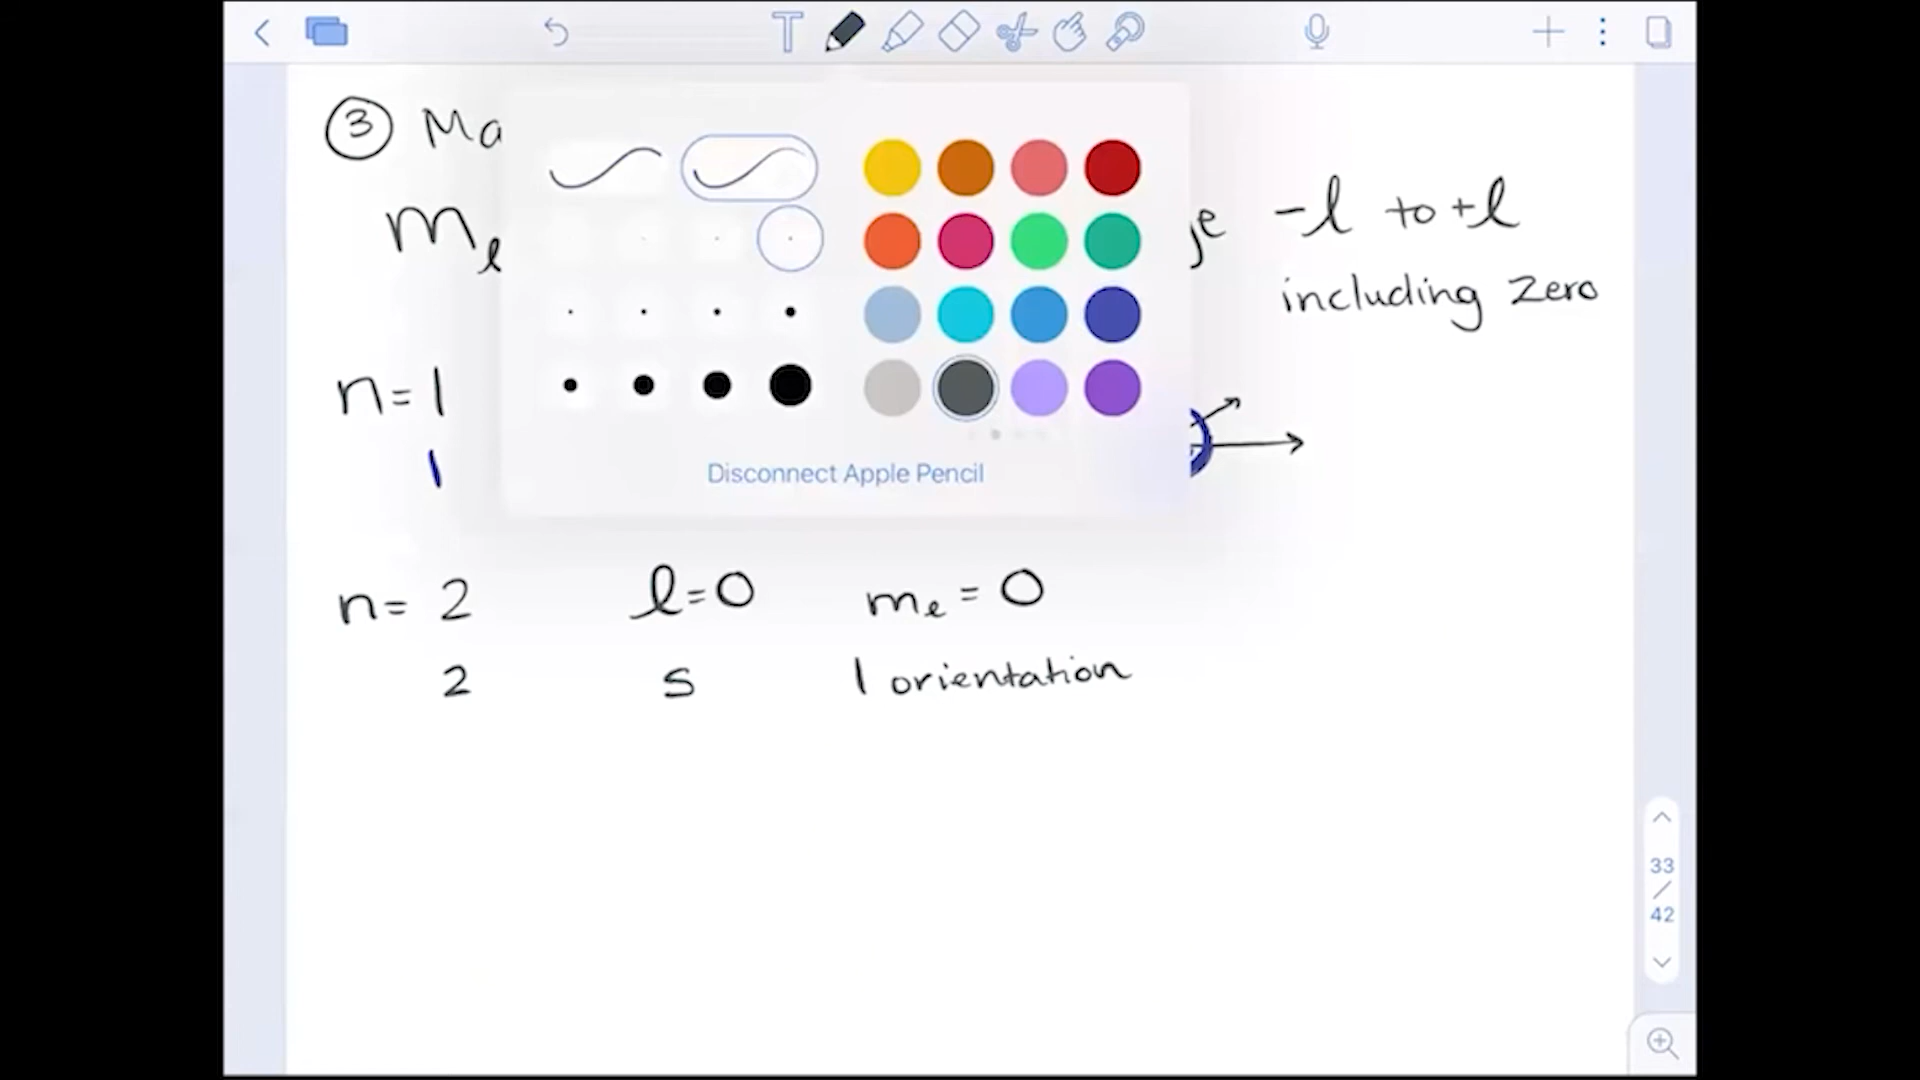 ③ Ma
mₗ -l to +l
including zero
n=1
1
Disconnect Apple Pencil
n= 2 l=0 mₗ = 0
2 s 1 orientation
33
/
42